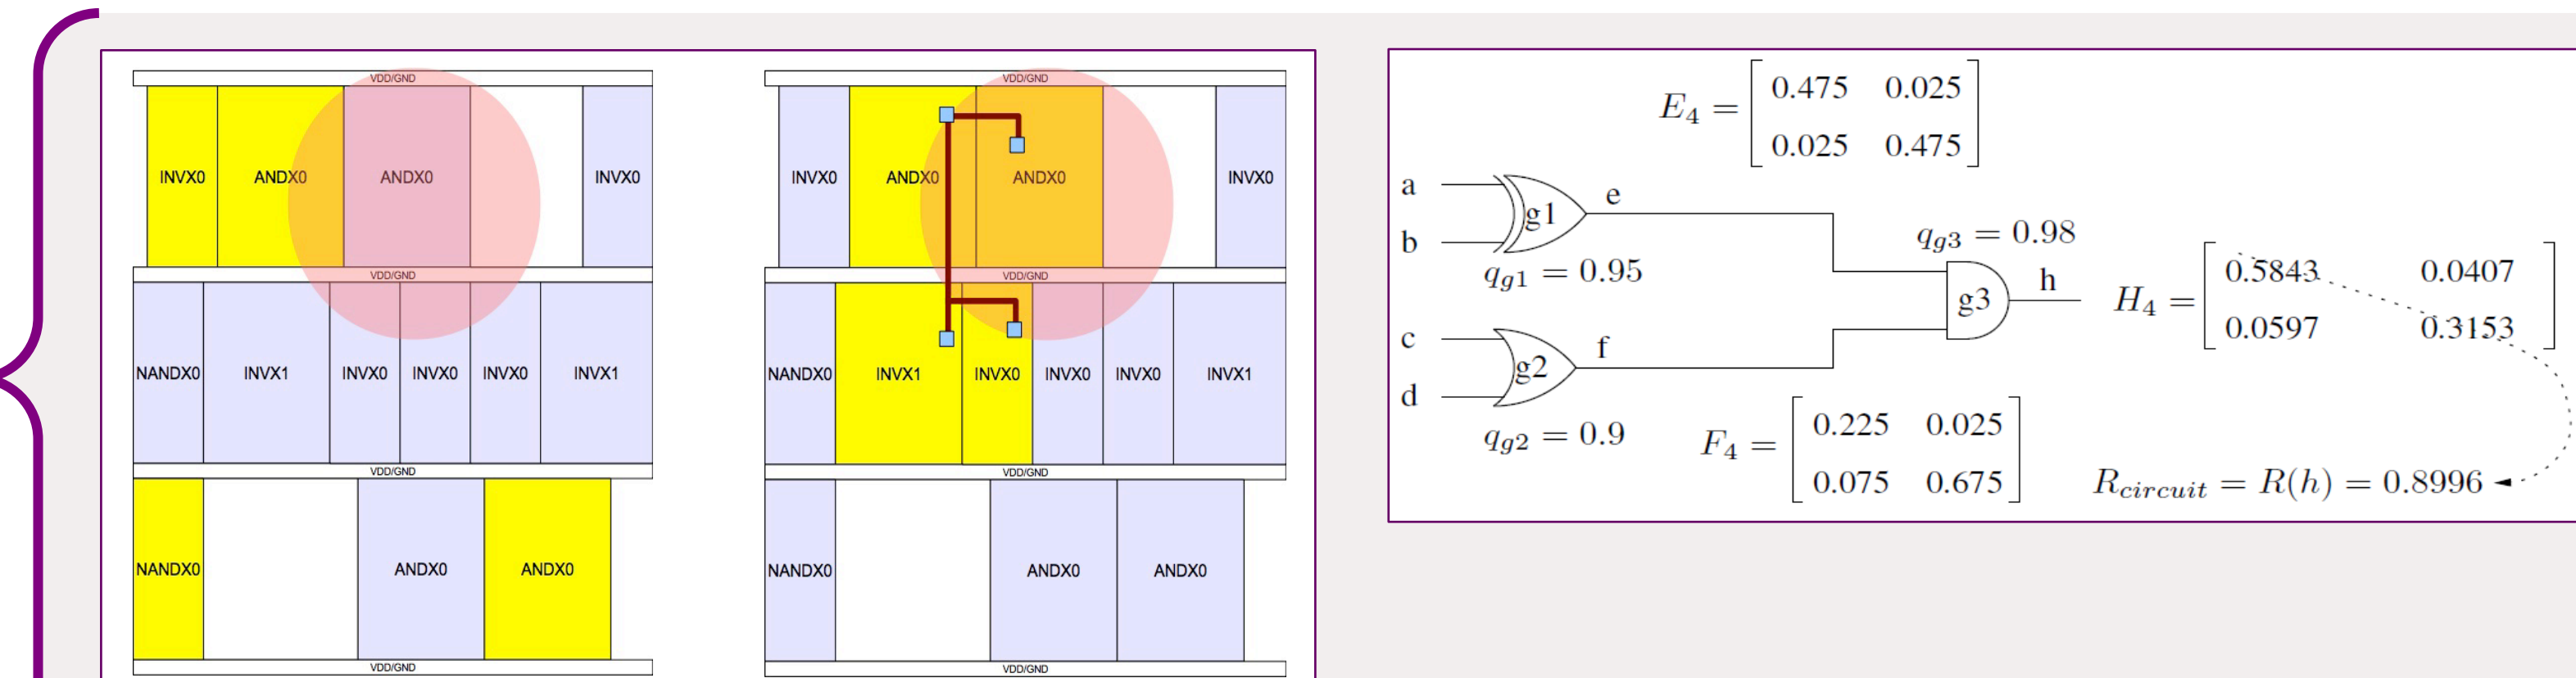 VDD/GND
INVX0 ANDX0 ANDX0 INVX0
VDD/GND
NANDX0 INVX1 INVX0 INVX0 INVX0 INVX1
VDD/GND
NANDX0 ANDX0 ANDX0
VDD/GND
VDD/GND
INVX0 ANDX0 ANDX0 INVX0
VDD/GND
NANDX0 INVX1 INVX0 INVX0 INVX0 INVX1
VDD/GND
NANDX0 ANDX0 ANDX0
VDD/GND
E4 =
0.475 0.025
0.025 0.475
a
b
g1
e
qg1 = 0.95
c
d
g2
f
qg2 = 0.9
F4 =
0.225 0.025
0.075 0.675
qg3 = 0.98
g3
h
H4 =
0.5843 0.0407
0.0597 0.3153
Rcircuit = R(h) = 0.8996